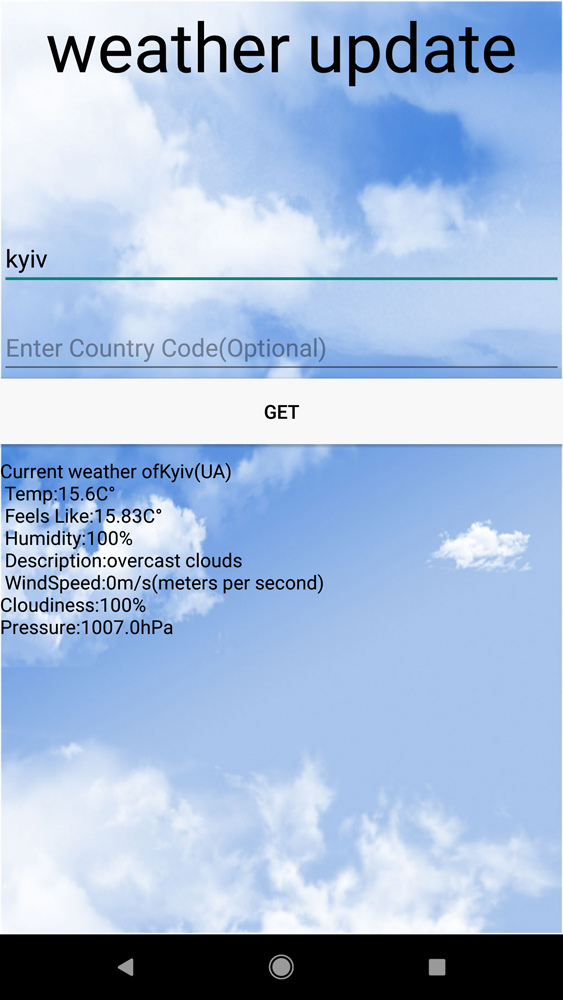 weather update
kyiv
Enter Country Code(Optional)
GET
Current weather ofKyiv(UA)
Temp:15.6C°
Feels Like:15.83C°
Humidity:100%
Description:overcast clouds
WindSpeed:0m/s(meters per second)
Cloudiness:100%
Pressure:1007.0hPa